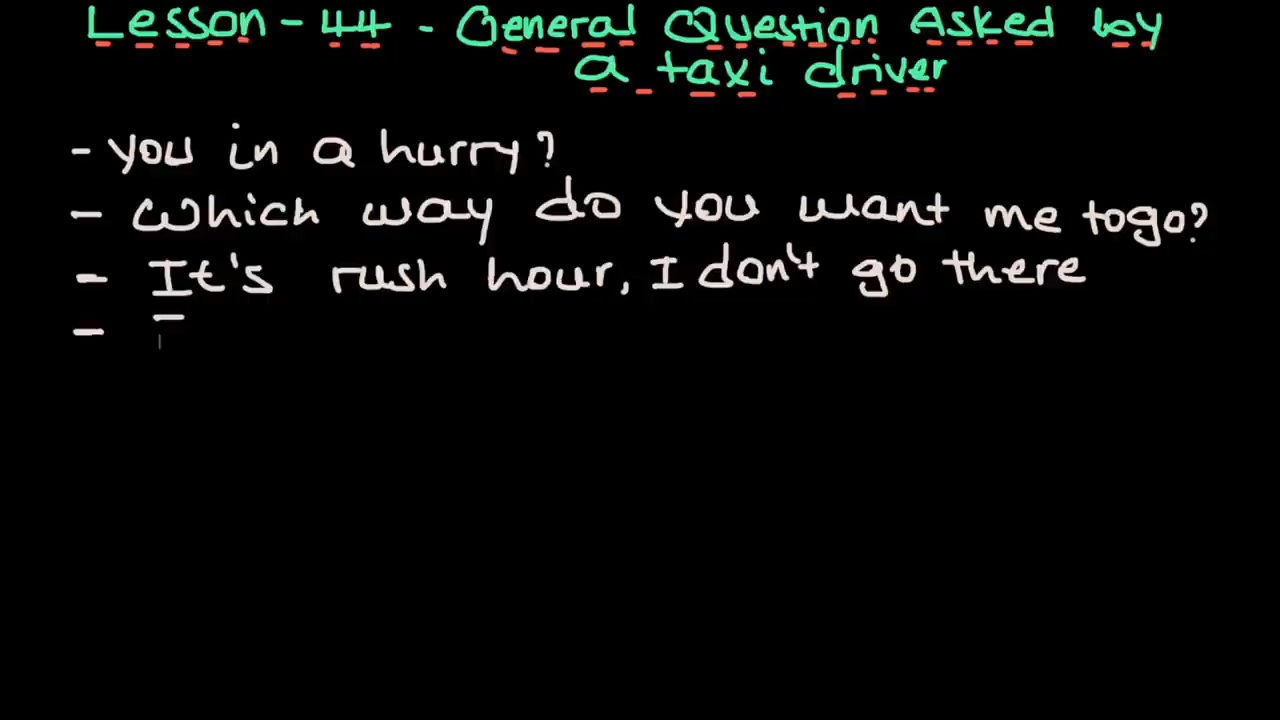 Lesson - 44 - General Question Asked by
a taxi driver
- you in a hurry?
- Which way do you want me togo?
- It's rush hour, I don't go there
-